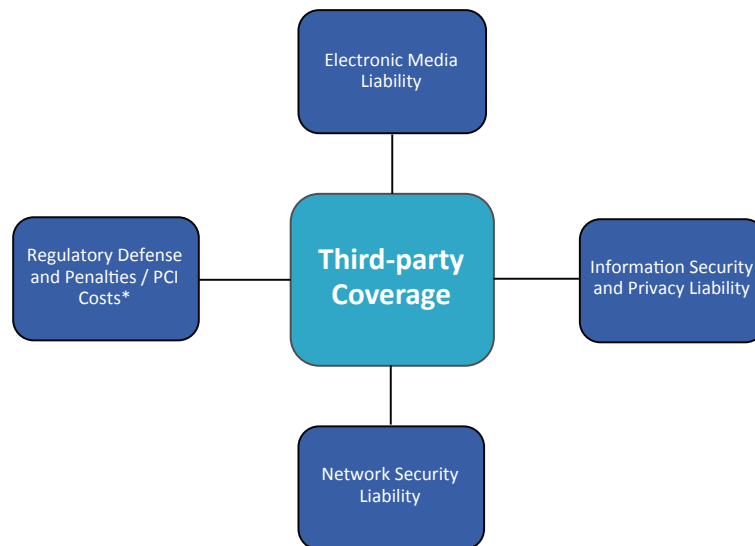 Electronic Media
Liability
Regulatory Defense
and Penalties / PCI
Costs*
Third-party
Coverage
Information Security
and Privacy Liability
Network Security
Liability